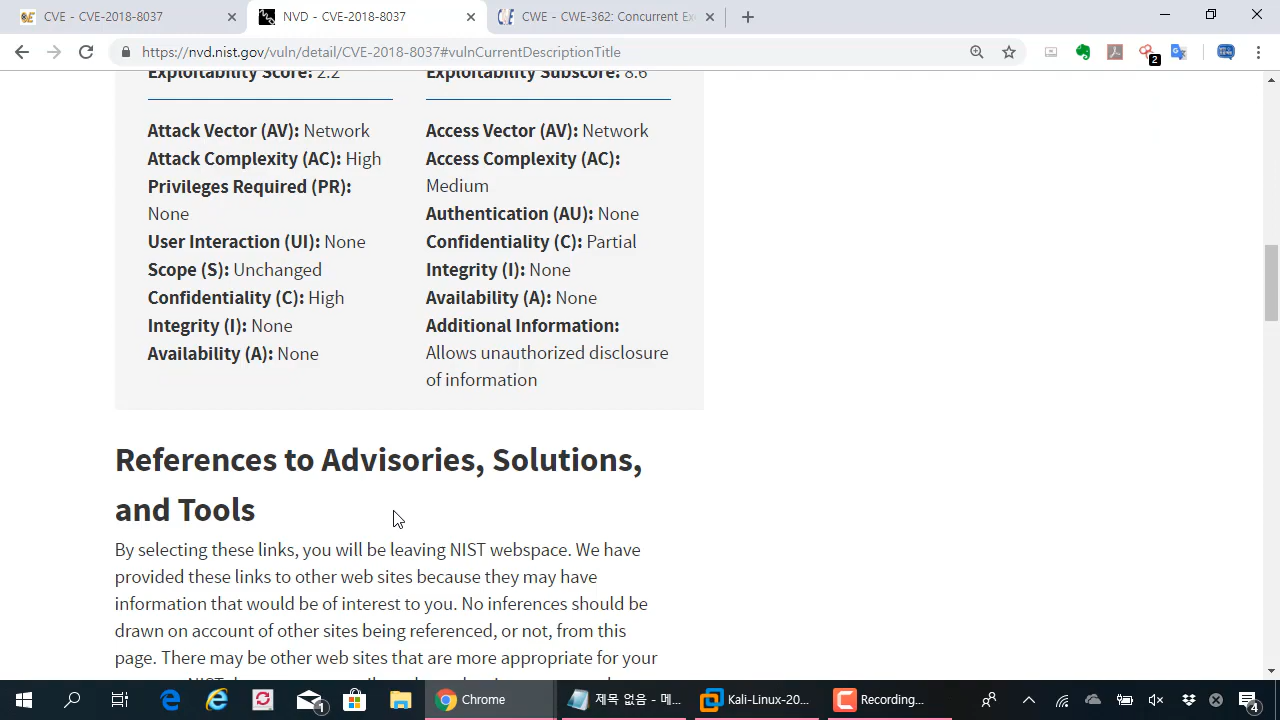 CVE - CVE-2018-8037
NVD - CVE-2018-8037
CWE - CWE-362: Concurrent Ex
https://nvd.nist.gov/vuln/detail/CVE-2018-8037#vulnCurrentDescriptionTitle
2
Exploitability Score: 2.2
Exploitability Subscore: 8.6
Attack Vector (AV): Network
Attack Complexity (AC): High
Privileges Required (PR):
None
User Interaction (UI): None
Scope (S): Unchanged
Confidentiality (C): High
Integrity (I): None
Availability (A): None
Access Vector (AV): Network
Access Complexity (AC):
Medium
Authentication (AU): None
Confidentiality (C): Partial
Integrity (I): None
Availability (A): None
Additional Information:
Allows unauthorized disclosure
of information
References to Advisories, Solutions,
and Tools
By selecting these links, you will be leaving NIST webspace. We have
provided these links to other web sites because they may have
information that would be of interest to you. No inferences should be
drawn on account of other sites being referenced, or not, from this
page. There may be other web sites that are more appropriate for your
1
Chrome
제목 없음 - 메...
Kali-Linux-20...
Recording...
4